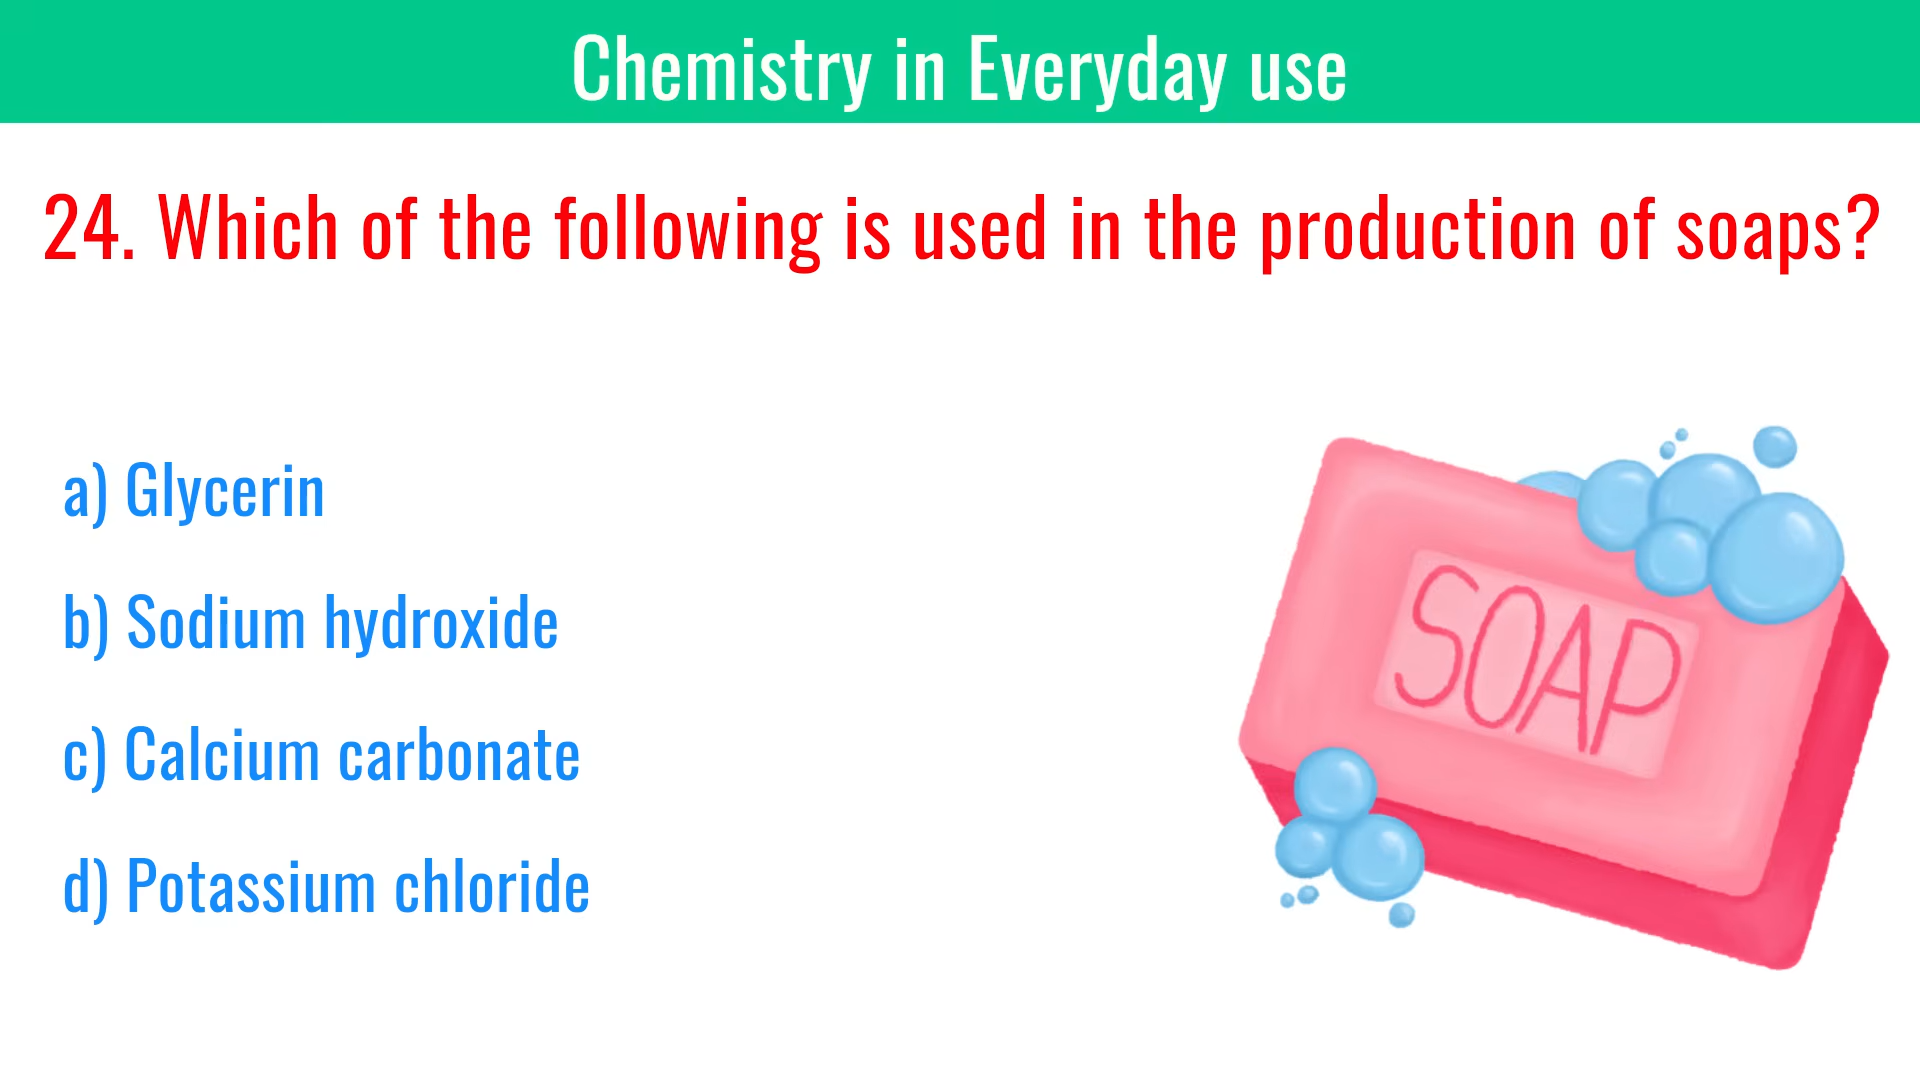 Chemistry in Everyday use
24. Which of the following is used in the production of soaps?
a) Glycerin
b) Sodium hydroxide
c) Calcium carbonate
d) Potassium chloride
SOAP